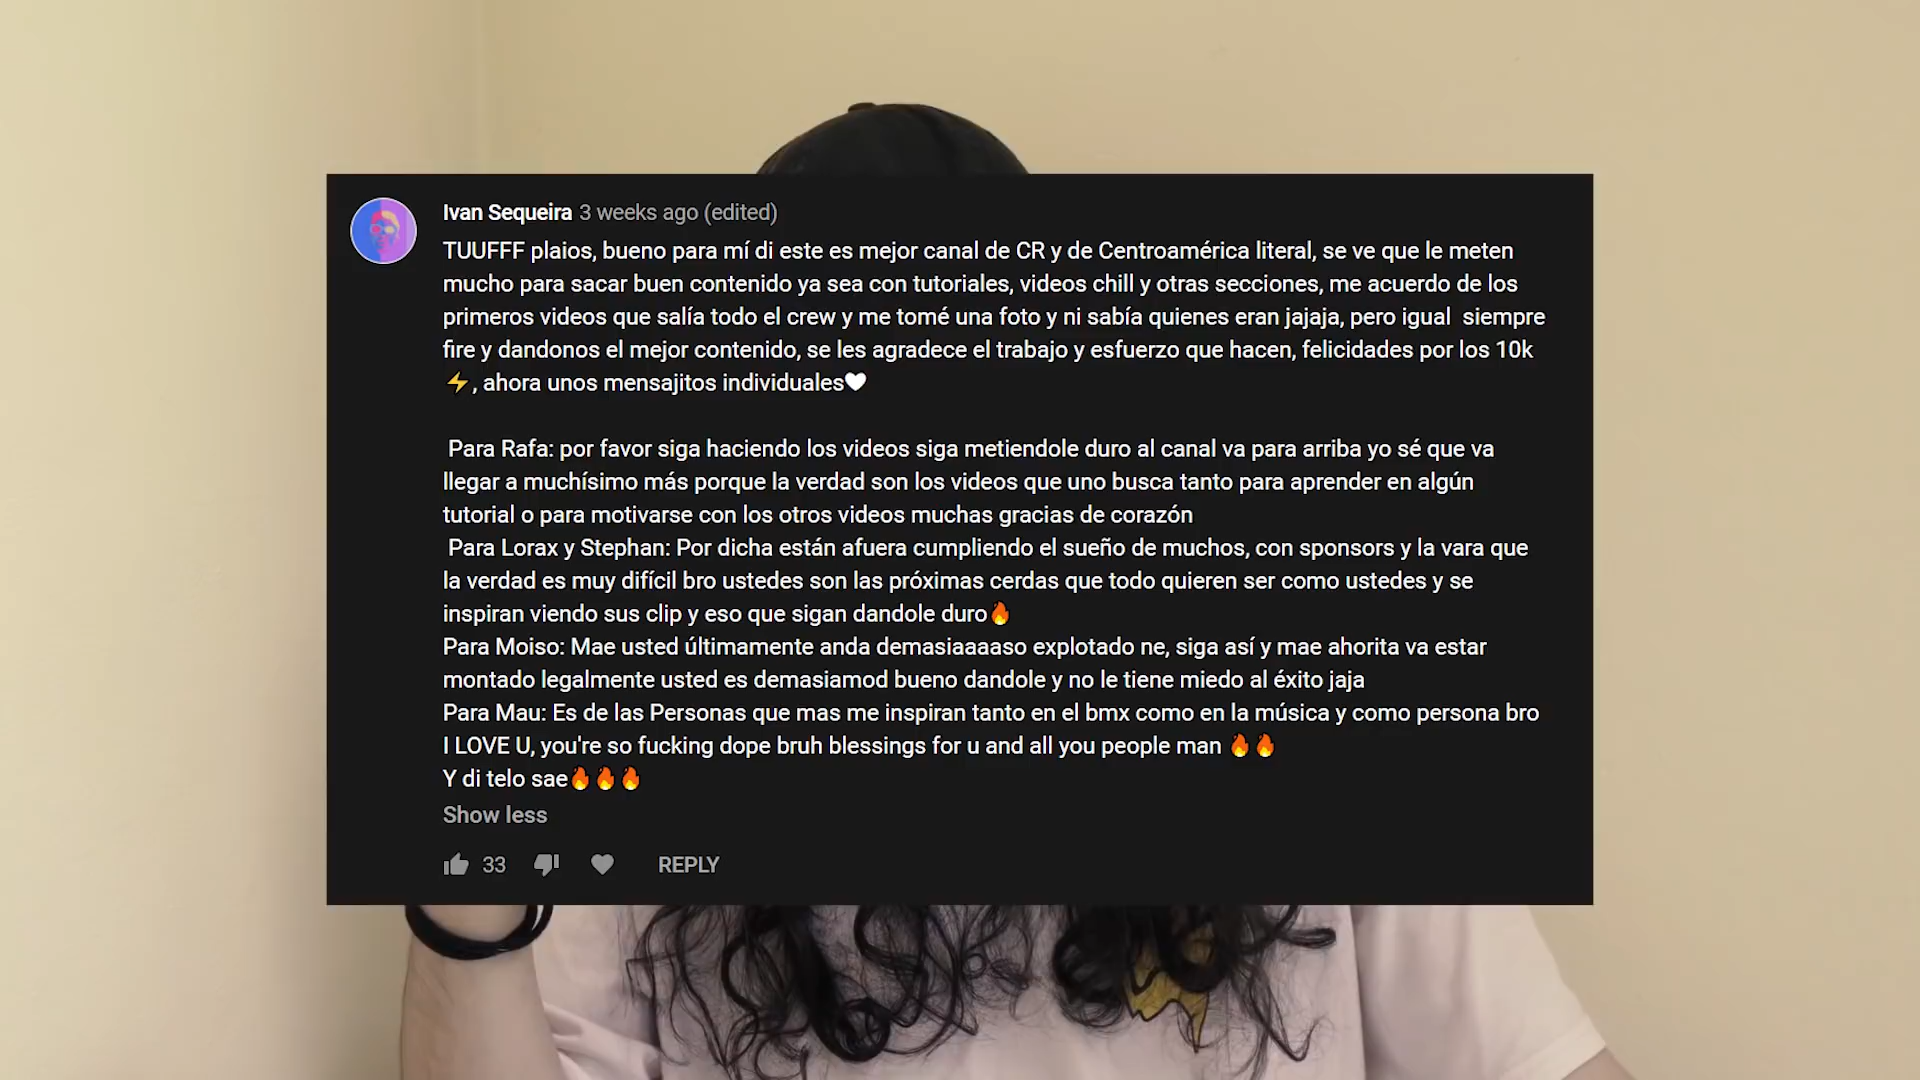 Ivan Sequeira 3 weeks ago (edited)
TUUFFF plaios, bueno para mí di este es mejor canal de CR y de Centroamérica literal, se ve que le meten
mucho para sacar buen contenido ya sea con tutoriales, videos chill y otras secciones, me acuerdo de los
primeros videos que salía todo el crew y me tomé una foto y ni sabía quienes eran jajaja, pero igual  siempre
fire y dandonos el mejor contenido, se les agradece el trabajo y esfuerzo que hacen, felicidades por los 10k
⚡, ahora unos mensajitos individuales🤍
Para Rafa: por favor siga haciendo los videos siga metiendole duro al canal va para arriba yo sé que va
llegar a muchísimo más porque la verdad son los videos que uno busca tanto para aprender en algún
tutorial o para motivarse con los otros videos muchas gracias de corazón
Para Lorax y Stephan: Por dicha están afuera cumpliendo el sueño de muchos, con sponsors y la vara que
la verdad es muy difícil bro ustedes son las próximas cerdas que todo quieren ser como ustedes y se
inspiran viendo sus clip y eso que sigan dandole duro🔥
Para Moiso: Mae usted últimamente anda demasiaaaaso explotado ne, siga así y mae ahorita va estar
montado legalmente usted es demasiamod bueno dandole y no le tiene miedo al éxito jaja
Para Mau: Es de las Personas que mas me inspiran tanto en el bmx como en la música y como persona bro
I LOVE U, you're so fucking dope bruh blessings for u and all you people man 🔥🔥
Y di telo sae🔥🔥🔥
Show less
33
REPLY